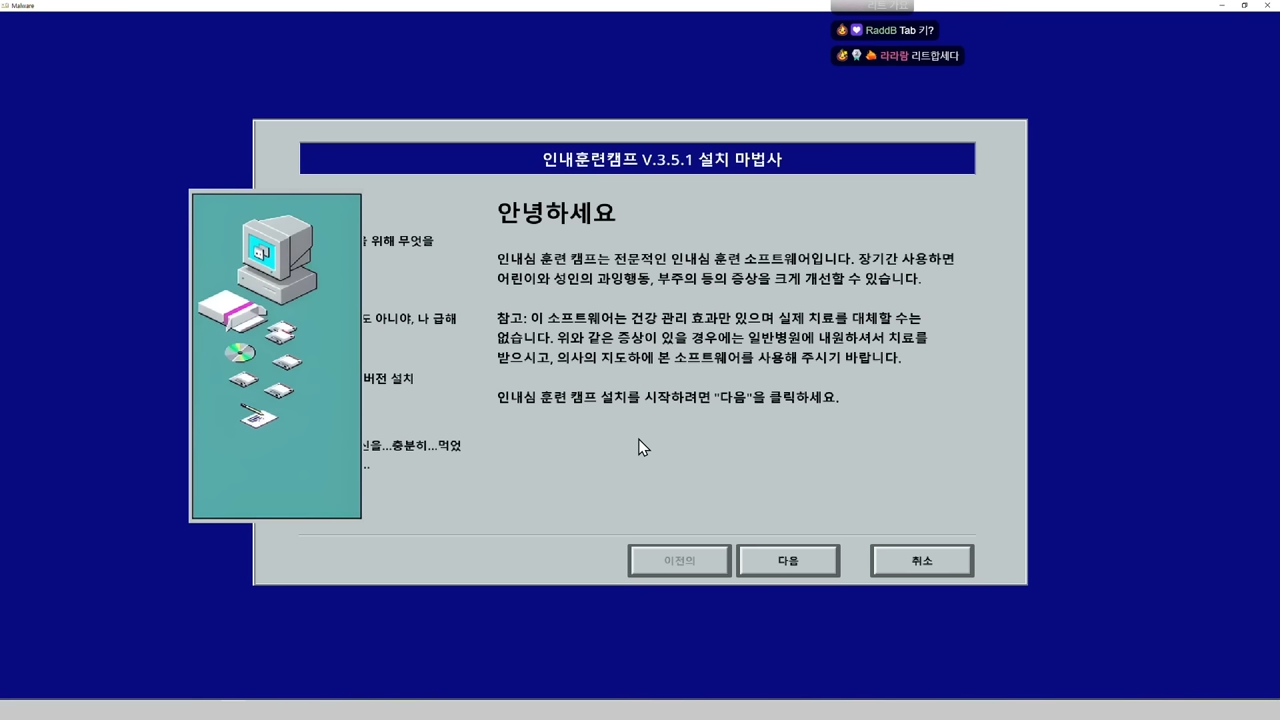 Malware
리트 가요
RaddB Tab 키?
라라람 리트합세다
인내훈련캠프 V.3.5.1 설치 마법사
안녕하세요
위해 무엇을
인내심 훈련 캠프는 전문적인 인내심 훈련 소프트웨어입니다. 장기간 사용하면
어린이와 성인의 과잉행동, 부주의 등의 증상을 크게 개선할 수 있습니다.
도 아니야, 나 급해
참고: 이 소프트웨어는 건강 관리 효과만 있으며 실제 치료를 대체할 수는
없습니다. 위와 같은 증상이 있을 경우에는 일반병원에 내원하셔서 치료를
받으시고, 의사의 지도하에 본 소프트웨어를 사용해 주시기 바랍니다.
버전 설치
인내심 훈련 캠프 설치를 시작하려면 "다음"을 클릭하세요.
신을...충분히...먹었
..
이전의
다음
취소